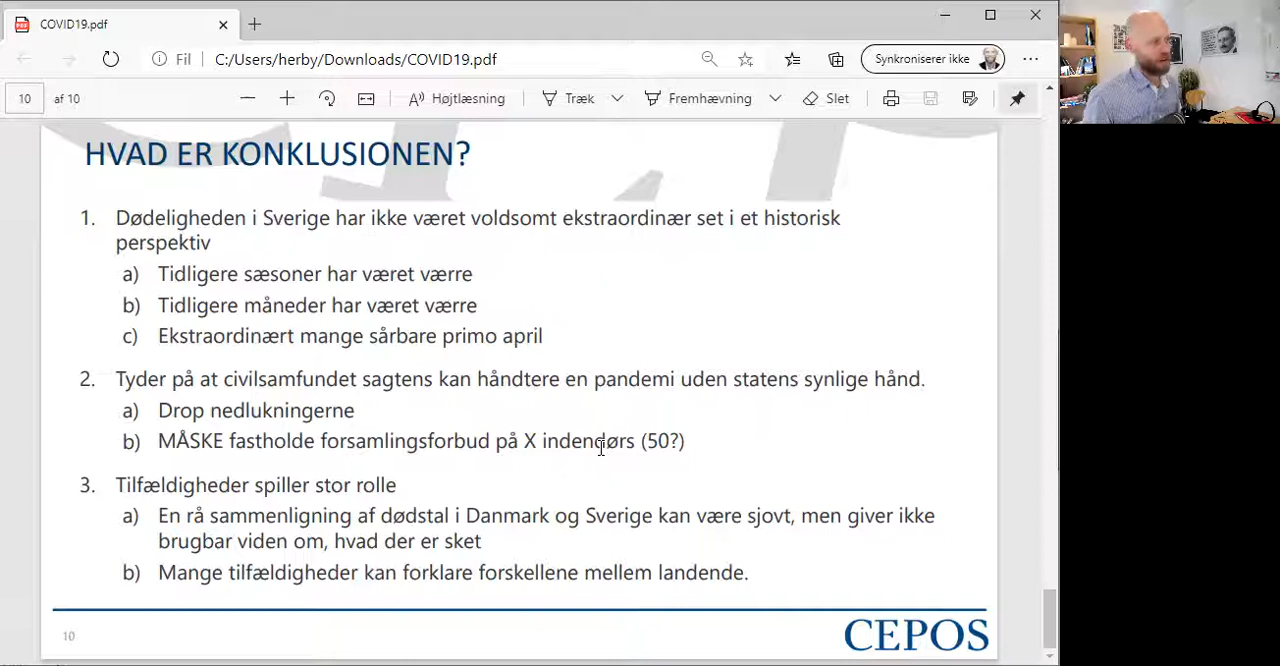 COVID19.pdf
Fil C:/Users/herby/Downloads/COVID19.pdf Synkroniserer ikke
10 af 10 Højtlæsning Træk Fremhævning Slet
HVAD ER KONKLUSIONEN?
1. Dødeligheden i Sverige har ikke været voldsomt ekstraordinær set i et historisk
perspektiv
a) Tidligere sæsoner har været værre
b) Tidligere måneder har været værre
c) Ekstraordinært mange sårbare primo april
2. Tyder på at civilsamfundet sagtens kan håndtere en pandemi uden statens synlige hånd.
a) Drop nedlukningerne
b) MÅSKE fastholde forsamlingsforbud på X indendørs (50?)
3. Tilfældigheder spiller stor rolle
a) En rå sammenligning af dødstal i Danmark og Sverige kan være sjovt, men giver ikke
brugbar viden om, hvad der er sket
b) Mange tilfældigheder kan forklare forskellene mellem landende.
10
CEPOS